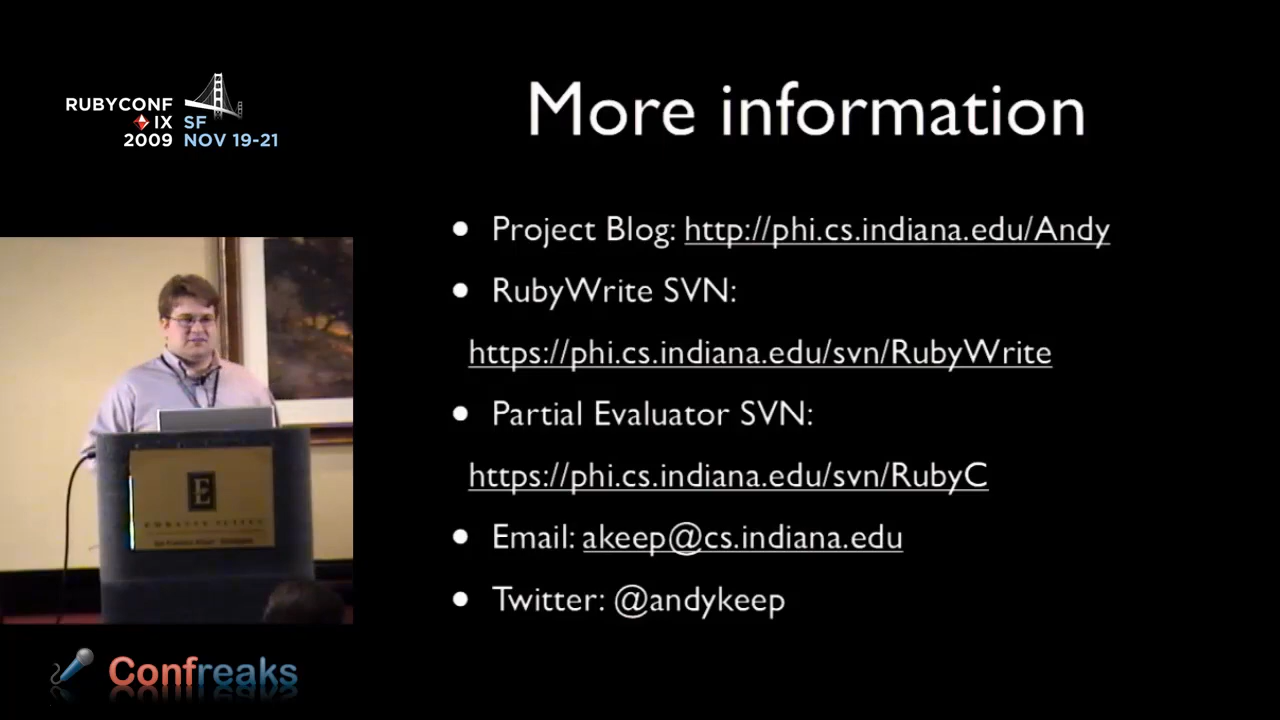 RUBYCONF
IX SF
2009 NOV 19-21
More information
Project Blog: http://phi.cs.indiana.edu/Andy
RubyWrite SVN:
https://phi.cs.indiana.edu/svn/RubyWrite
Partial Evaluator SVN:
https://phi.cs.indiana.edu/svn/RubyC
Email: akeep@cs.indiana.edu
Twitter: @andykeep
E
EMBASSY SUITES
Confreaks